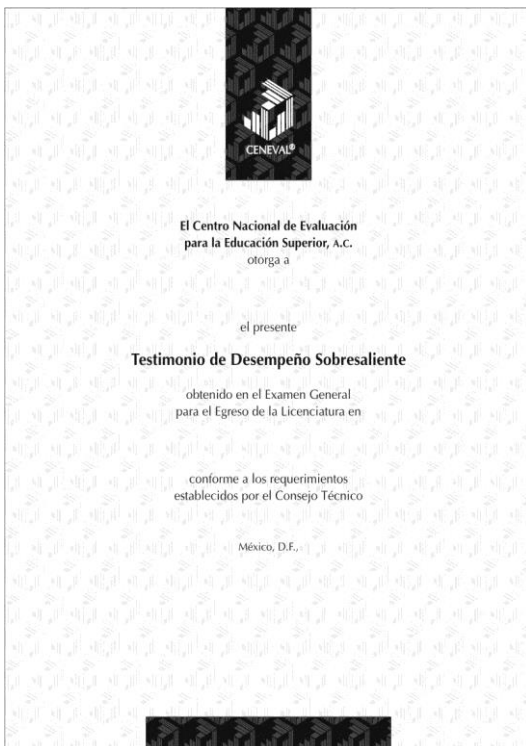 CENEVAL®
El Centro Nacional de Evaluación
para la Educación Superior, A.C.
otorga a
el presente
Testimonio de Desempeño Sobresaliente
obtenido en el Examen General
para el Egreso de la Licenciatura en
conforme a los requerimientos
establecidos por el Consejo Técnico
México, D.F.,